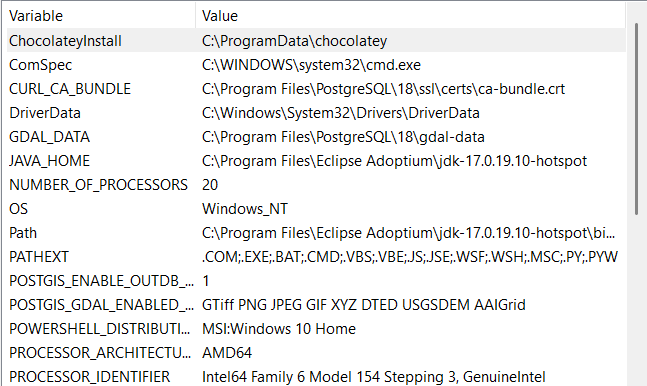 Variable Value
ChocolateyInstall C:\ProgramData\chocolatey
ComSpec C:\WINDOWS\system32\cmd.exe
CURL_CA_BUNDLE C:\Program Files\PostgreSQL\18\ssl\certs\ca-bundle.crt
DriverData C:\Windows\System32\Drivers\DriverData
GDAL_DATA C:\Program Files\PostgreSQL\18\gdal-data
JAVA_HOME C:\Program Files\Eclipse Adoptium\jdk-17.0.19.10-hotspot
NUMBER_OF_PROCESSORS 20
OS Windows_NT
Path C:\Program Files\Eclipse Adoptium\jdk-17.0.19.10-hotspot\bi...
PATHEXT .COM;.EXE;.BAT;.CMD;.VBS;.VBE;.JS;.JSE;.WSF;.WSH;.MSC;.PY;.PYW
POSTGIS_ENABLE_OUTDB_... 1
POSTGIS_GDAL_ENABLED_... GTiff PNG JPEG GIF XYZ DTED USGSDEM AAIGrid
POWERSHELL_DISTRIBUTI... MSI:Windows 10 Home
PROCESSOR_ARCHITECTU... AMD64
PROCESSOR_IDENTIFIER Intel64 Family 6 Model 154 Stepping 3, GenuineIntel